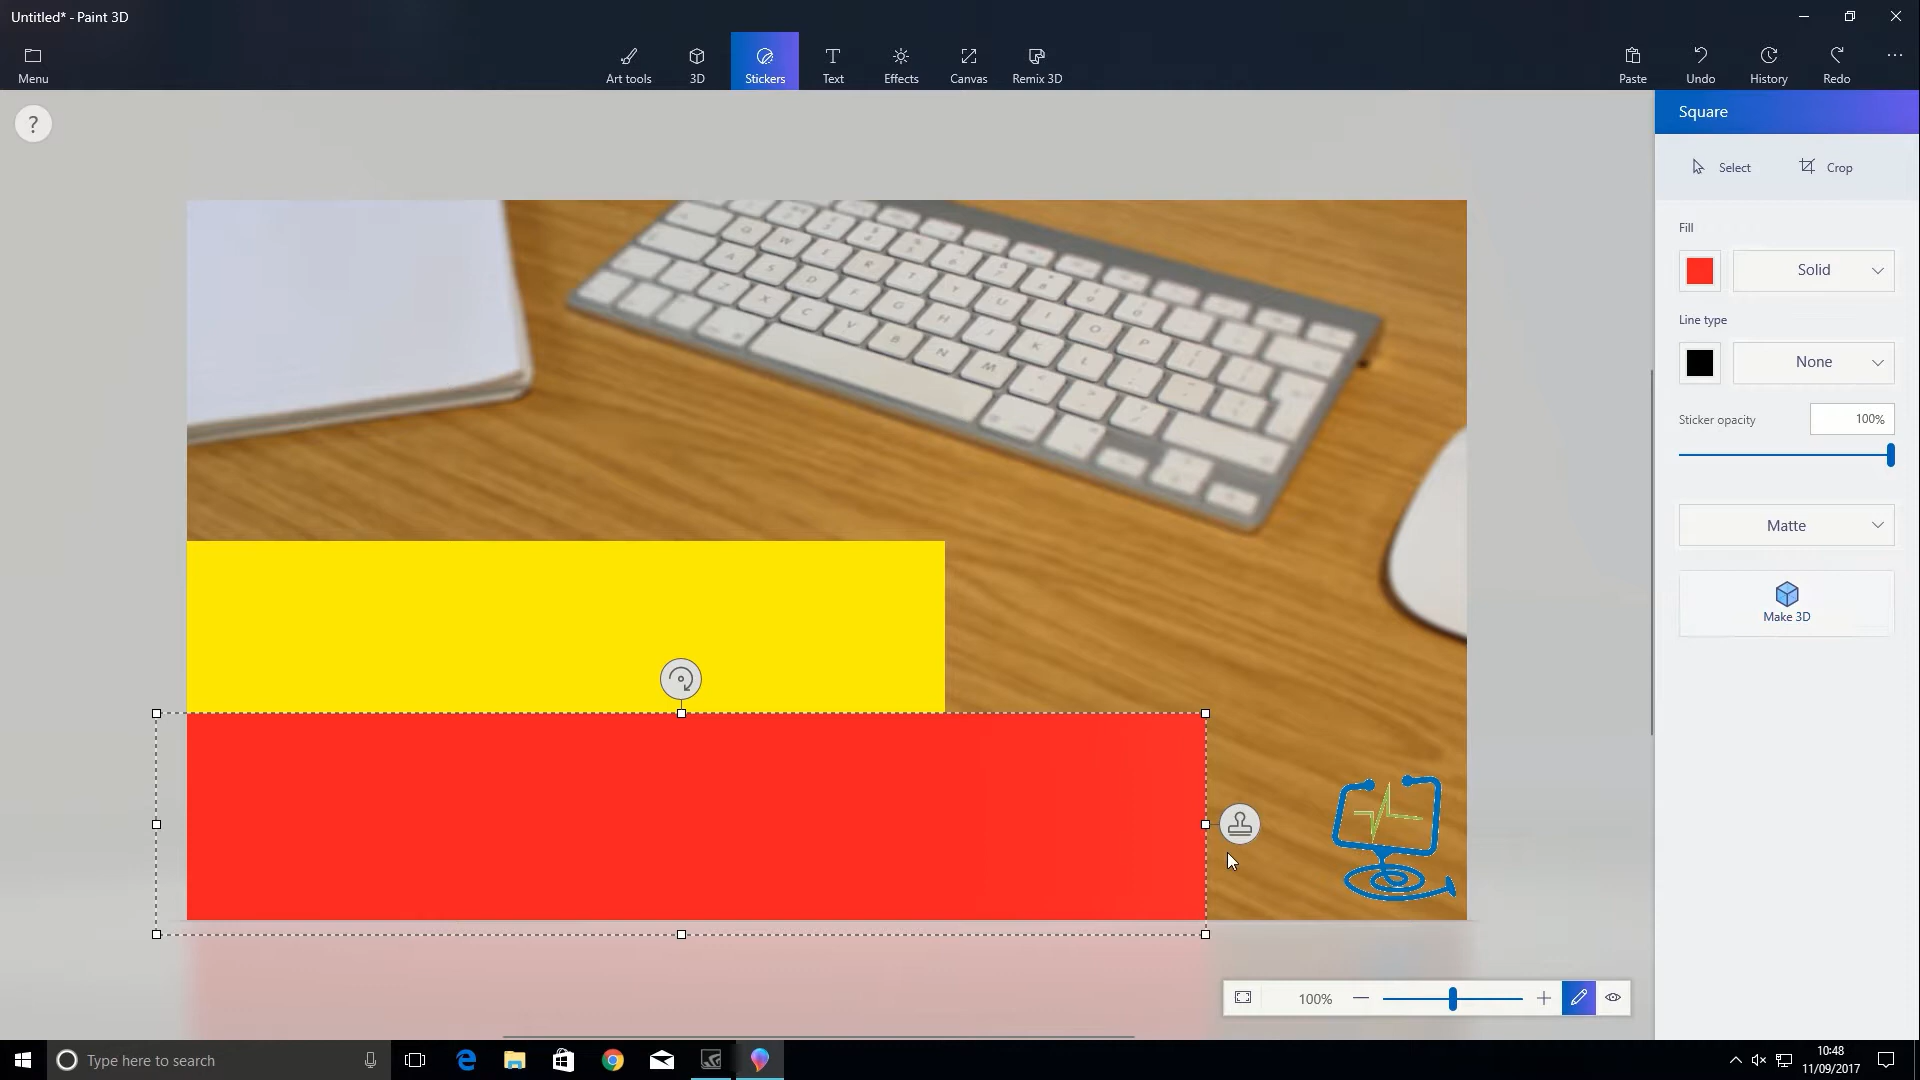 Untitled* - Paint 3D
Menu
Art tools
3D
Stickers
Text
Effects
Canvas
Remix 3D
Paste
Undo
History
Redo
?
Square
Select
Crop
Fill
Solid
Line type
None
Sticker opacity
100%
Matte
Make 3D
Q W E R T Y U I O P
A S D F G H J K L
Z X C V B N M
100%
Type here to search
10:48
11/09/2017